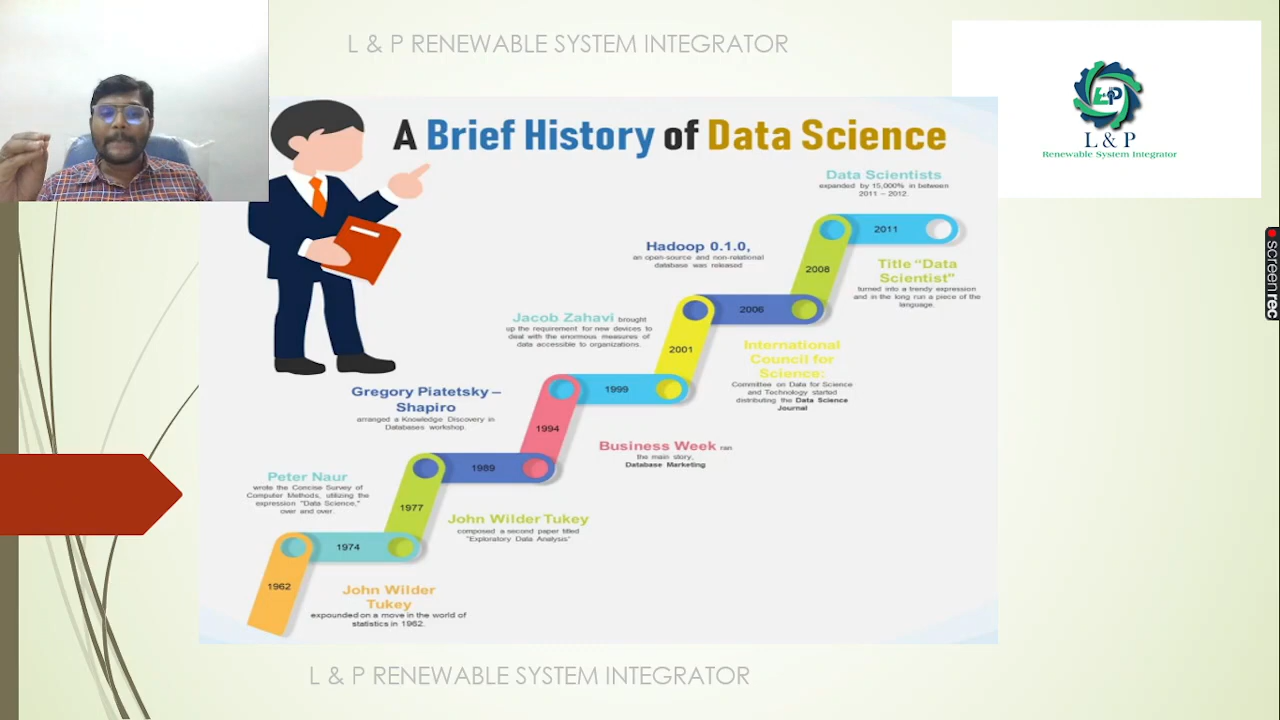 L & P RENEWABLE SYSTEM INTEGRATOR
L & P
Renewable System Integrator
A Brief History of Data Science
Data Scientists
expanded by 15,000% in between
2011 – 2012.
2011
Title “Data
Scientist"
turned into a trendy expression
and in the long run a piece of the
language.
2008
Hadoop 0.1.0,
an open-source and non-relational
database was released
2006
International
Council for
Science:
Committee on Data for Science
and Technology started
distributing the Data Science
Journal
2001
Jacob Zahavi brought
up the requirement for new devices to
deal with the enormous measures of
data accessible to organizations.
1999
Business Week ran
the main story,
Database Marketing
1994
Gregory Piatetsky –
Shapiro
arranged a Knowledge Discovery in
Databases workshop.
1989
John Wilder Tukey
composed a second paper titled
"Exploratory Data Analysis"
1977
Peter Naur
wrote the Concise Survey of
Computer Methods, utilizing the
expression "Data Science,"
over and over.
1974
John Wilder
Tukey
expounded on a move in the world of
statistics in 1962.
1962
L & P RENEWABLE SYSTEM INTEGRATOR
screenrec